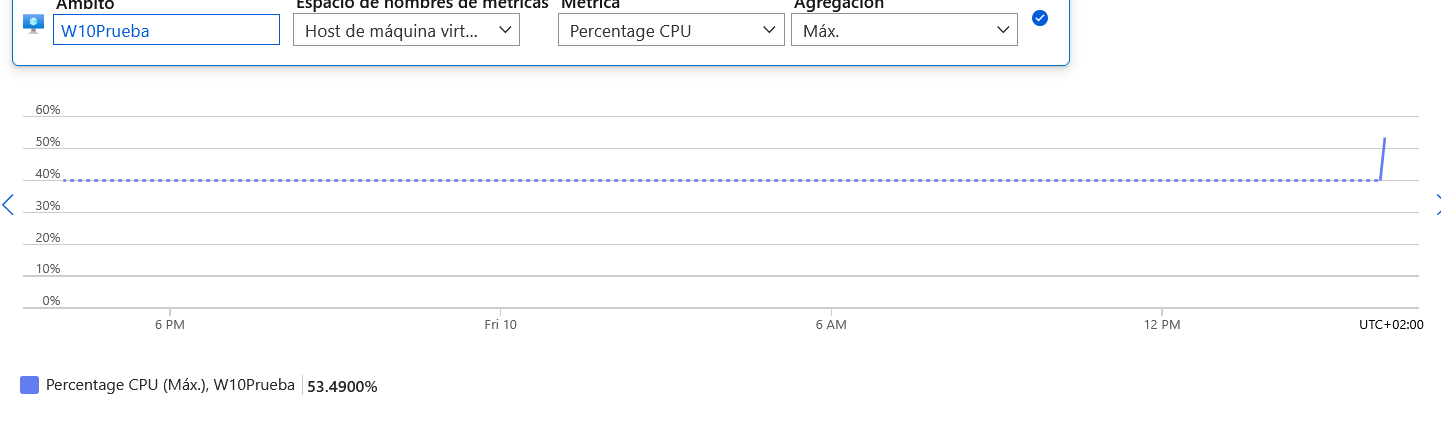 Ámbito Espacio de nombres de métricas Métrica Agregación
W10Prueba Host de máquina virt... Percentage CPU Máx.
60%
50%
40%
30%
20%
10%
0%
6 PM Fri 10 6 AM 12 PM UTC+02:00
Percentage CPU (Máx.), W10Prueba 53.4900%